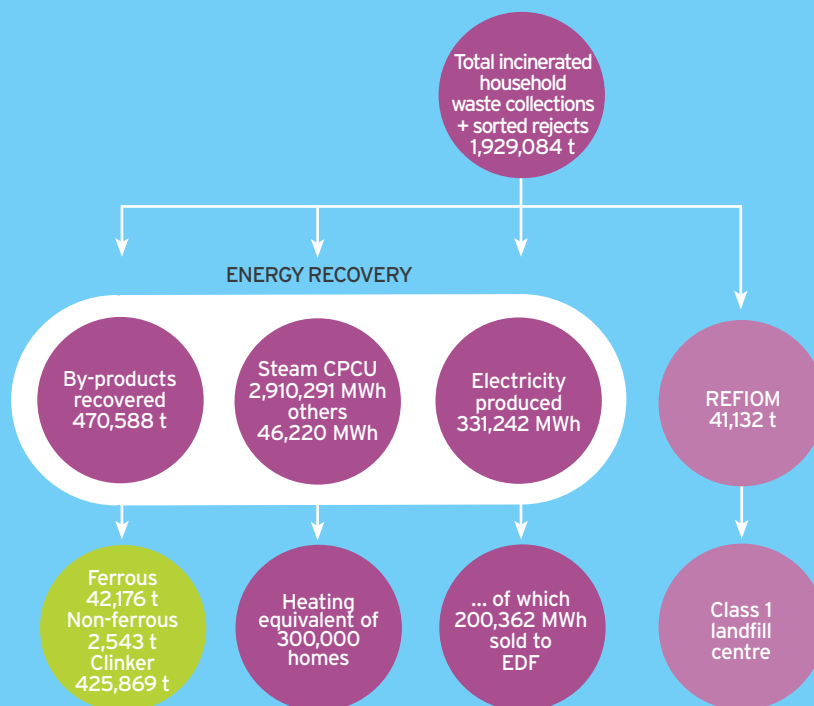 Total incinerated
household
waste collections
+ sorted rejects
1,929,084 t
ENERGY RECOVERY
By-products
recovered
470,588 t
Steam CPCU
2,910,291 MWh
others
46,220 MWh
Electricity
produced
331,242 MWh
REFIOM
41,132 t
Ferrous
42,176 t
Non-ferrous
2,543 t
Clinker
425,869 t
Heating
equivalent of
300,000
homes
... of which
200,362 MWh
sold to
EDF
Class 1
landfill
centre